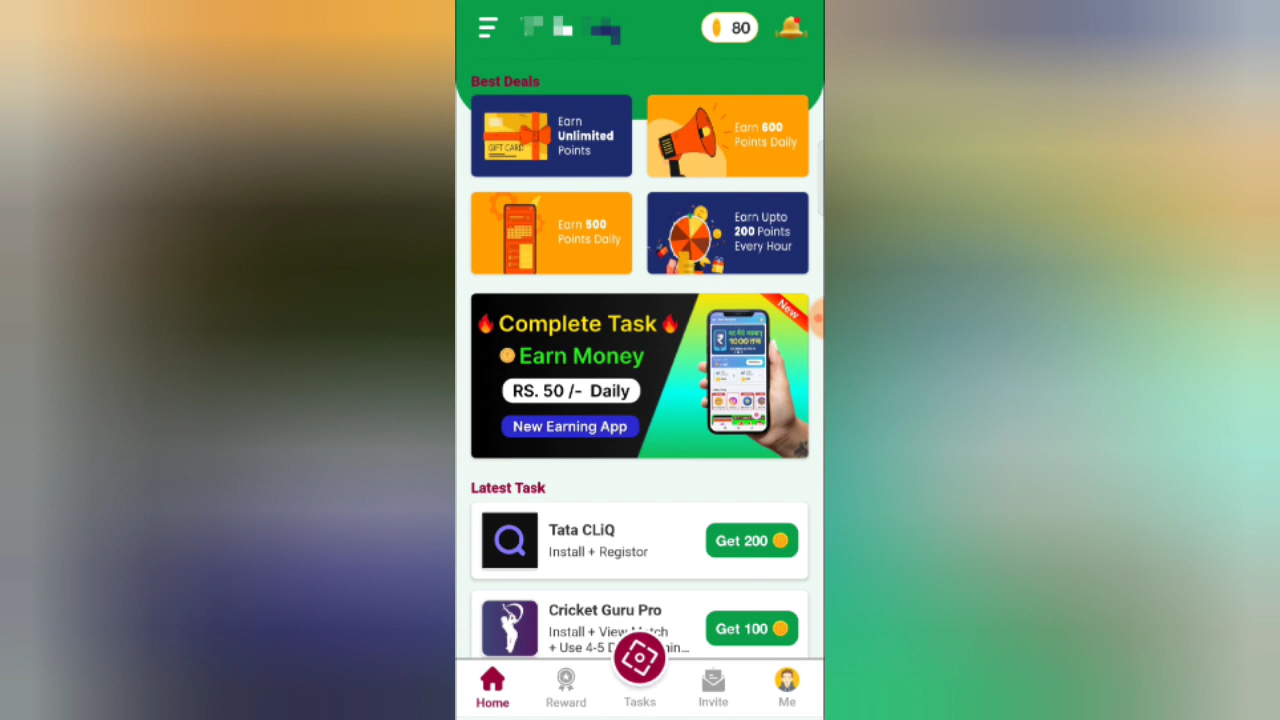 80
Best Deals
GIFT CARD
Earn
Unlimited
Points
Earn 600
Points Daily
Earn 500
Points Daily
Earn Upto
200 Points
Every Hour
Complete Task
Earn Money
RS. 50 /- Daily
New Earning App
New
1000
Latest Task
Tata CLiQ
Install + Registor
Get 200
Cricket Guru Pro
Install + View Match
+ Use 4-5
Get 100
Home
Reward
Tasks
Invite
Me